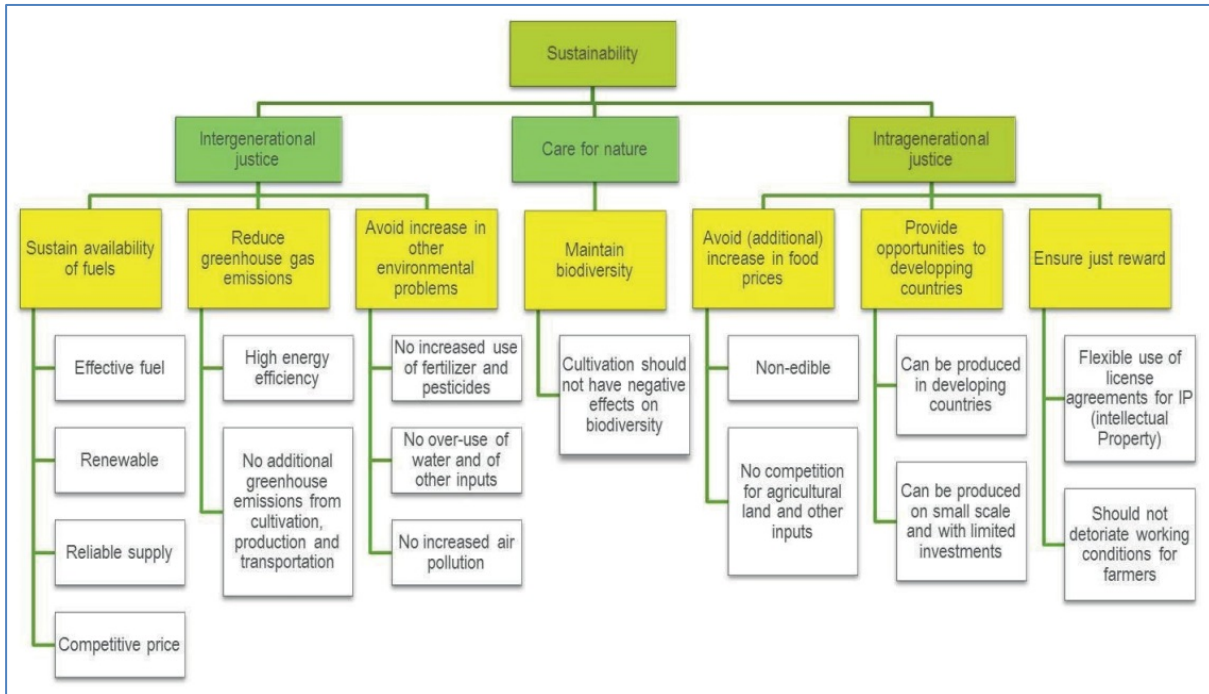 Sustainability
Intergenerational
justice
Care for nature
Intragenerational
justice
Sustain availability
of fuels
Reduce
greenhouse gas
emissions
Avoid increase in
other
environmental
problems
Maintain
biodiversity
Avoid (additional)
increase in food
prices
Provide
opportunities to
developping
countries
Ensure just reward
Effective fuel
Renewable
Reliable supply
Competitive price
High energy
efficiency
No additional
greenhouse
emissions from
cultivation,
production and
transportation
No increased use
of fertilizer and
pesticides
No over-use of
water and of
other inputs
No increased air
pollution
Cultivation should
not have negative
effects on
biodiversity
Non-edible
No competition
for agricultural
land and other
inputs
Can be produced
in developing
countries
Can be produced
on small scale
and with limited
investments
Flexible use of
license
agreements for IP
(intellectual
Property)
Should not
detoriate working
conditions for
farmers